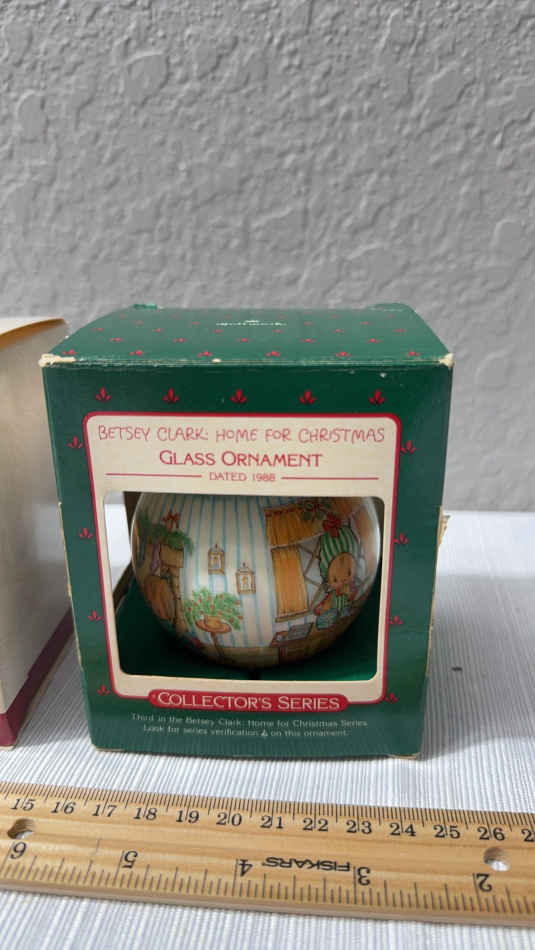 Hallmark
BETSEY CLARK: HOME FOR CHRISTMAS
GLASS ORNAMENT
DATED 1988
COLLECTOR'S SERIES
Third in the Betsey Clark: Home for Christmas Series.
Look for series verification on this ornament.
15 16 17 18 19 20 21 22 23 24 25 26
6 5 4 FISKARS® 3 2